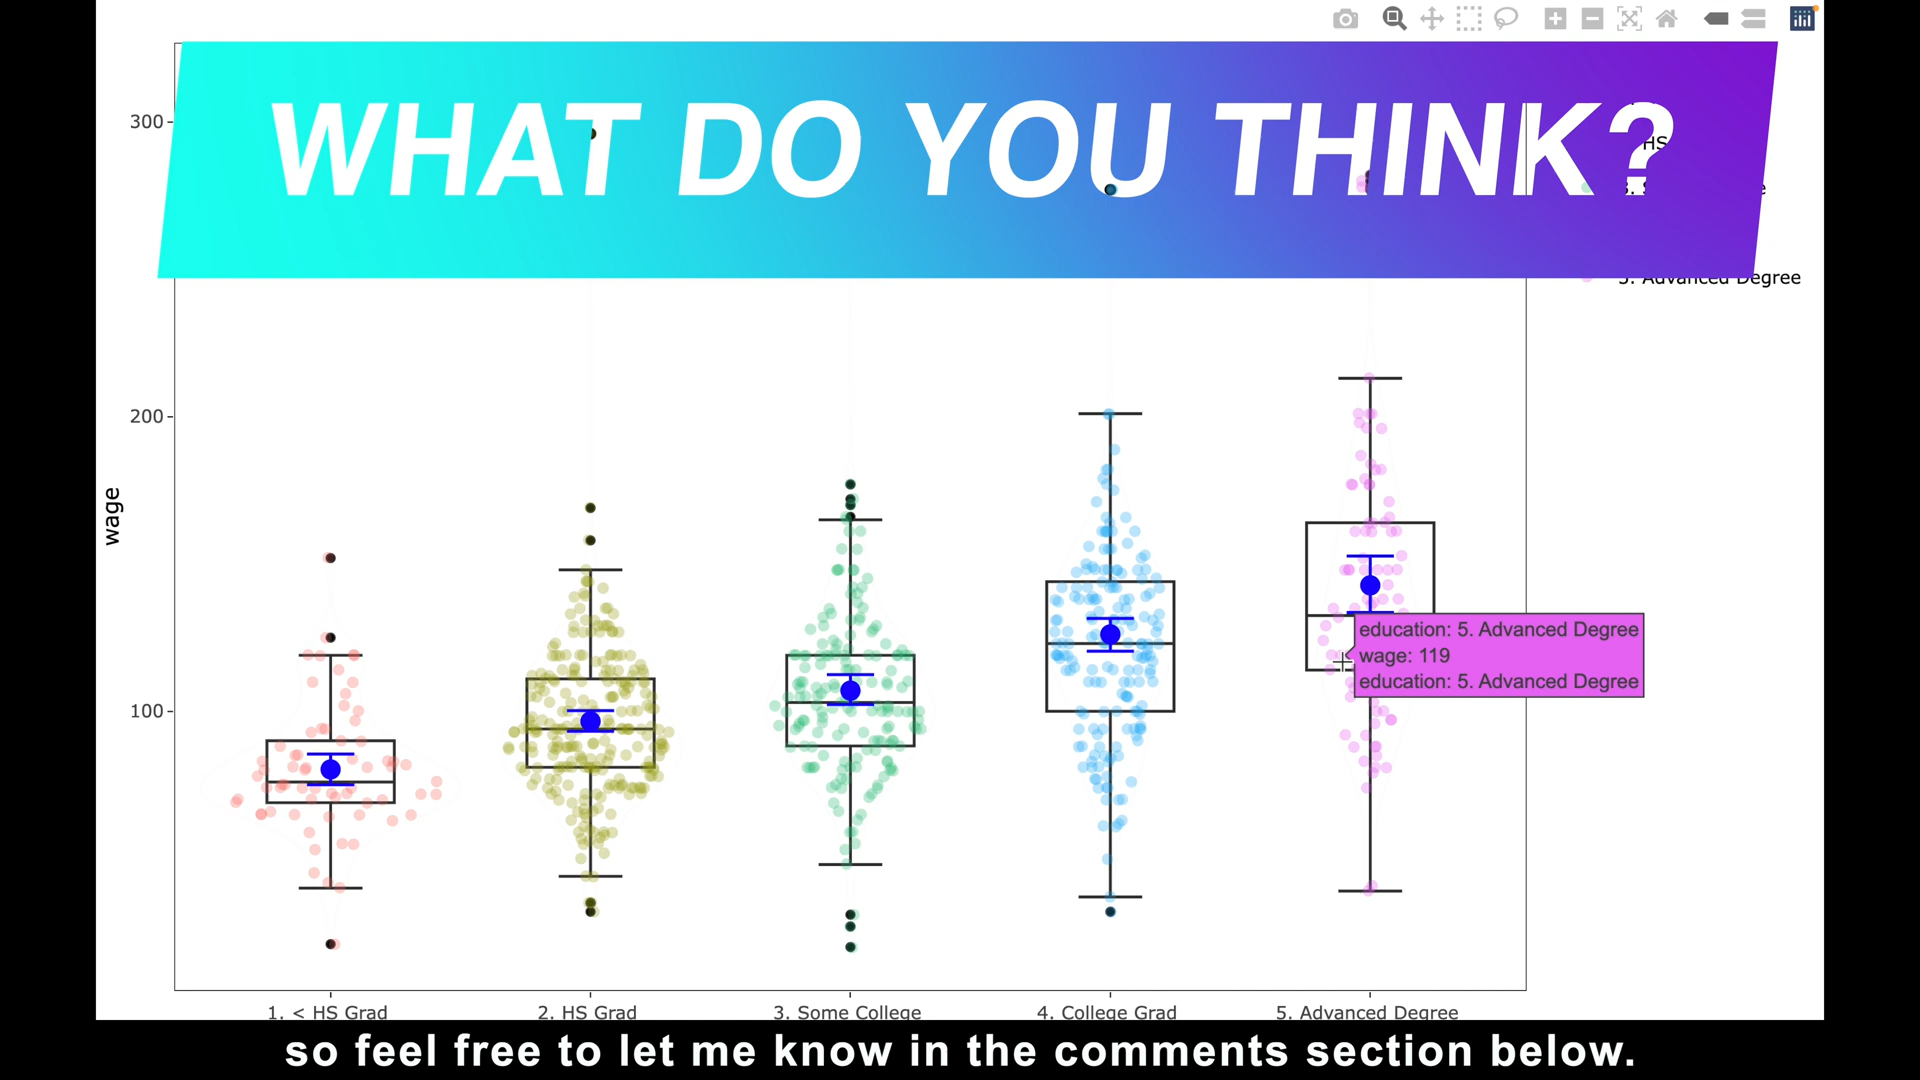 WHAT DO YOU THINK?
300
HS
5. Advanced Degree
200
wage
100
education: 5. Advanced Degree
wage: 119
education: 5. Advanced Degree
1. < HS Grad
2. HS Grad
3. Some College
4. College Grad
5. Advanced Degree
so feel free to let me know in the comments section below.